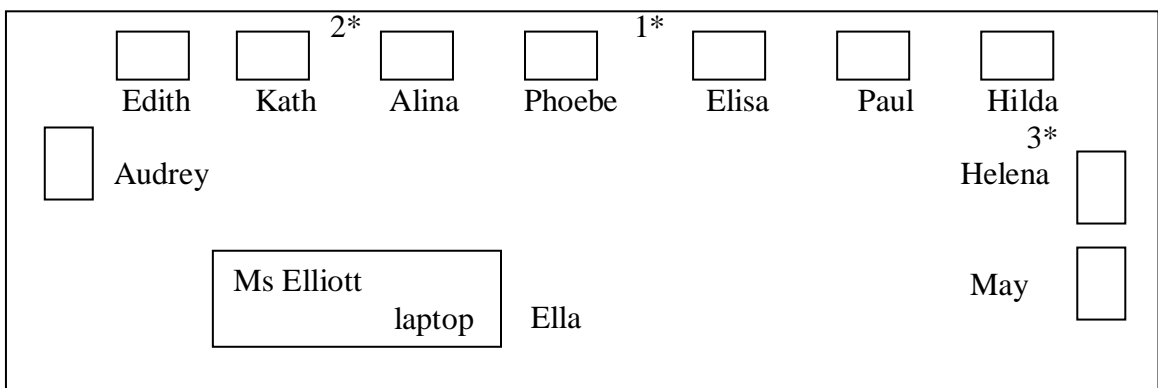 2* 1*
Edith Kath Alina Phoebe Elisa Paul Hilda
3*
Audrey Helena
Ms Elliott May
laptop Ella